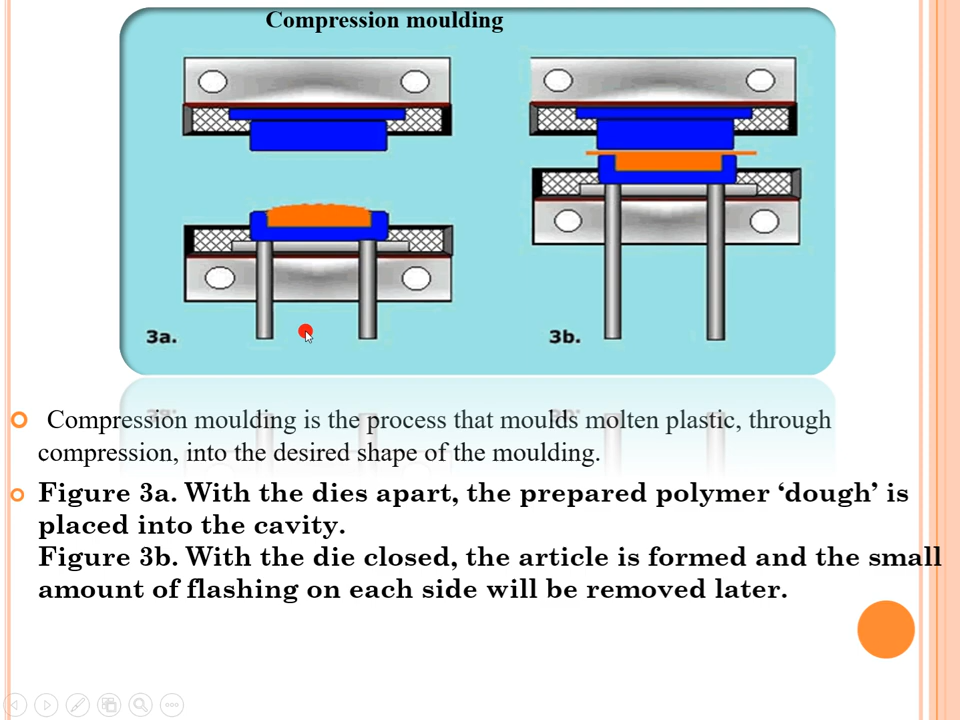 Compression moulding
3a.
3b.
Compression moulding is the process that moulds molten plastic, through
compression, into the desired shape of the moulding.
Figure 3a. With the dies apart, the prepared polymer ‘dough’ is
placed into the cavity.
Figure 3b. With the die closed, the article is formed and the small
amount of flashing on each side will be removed later.